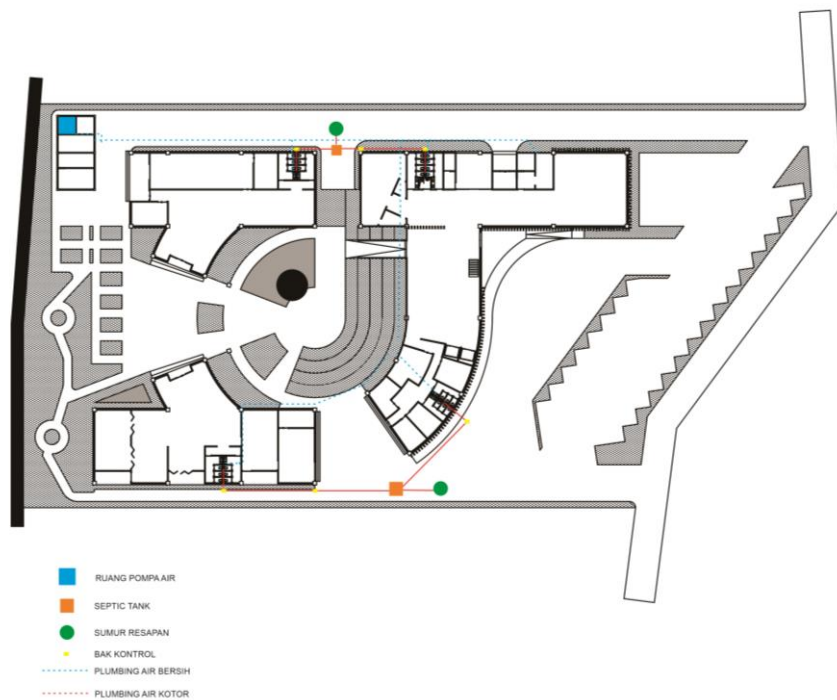 RUANG POMPA AIR
SEPTIC TANK
SUMUR RESAPAN
BAK KONTROL
PLUMBING AIR BERSIH
PLUMBING AIR KOTOR